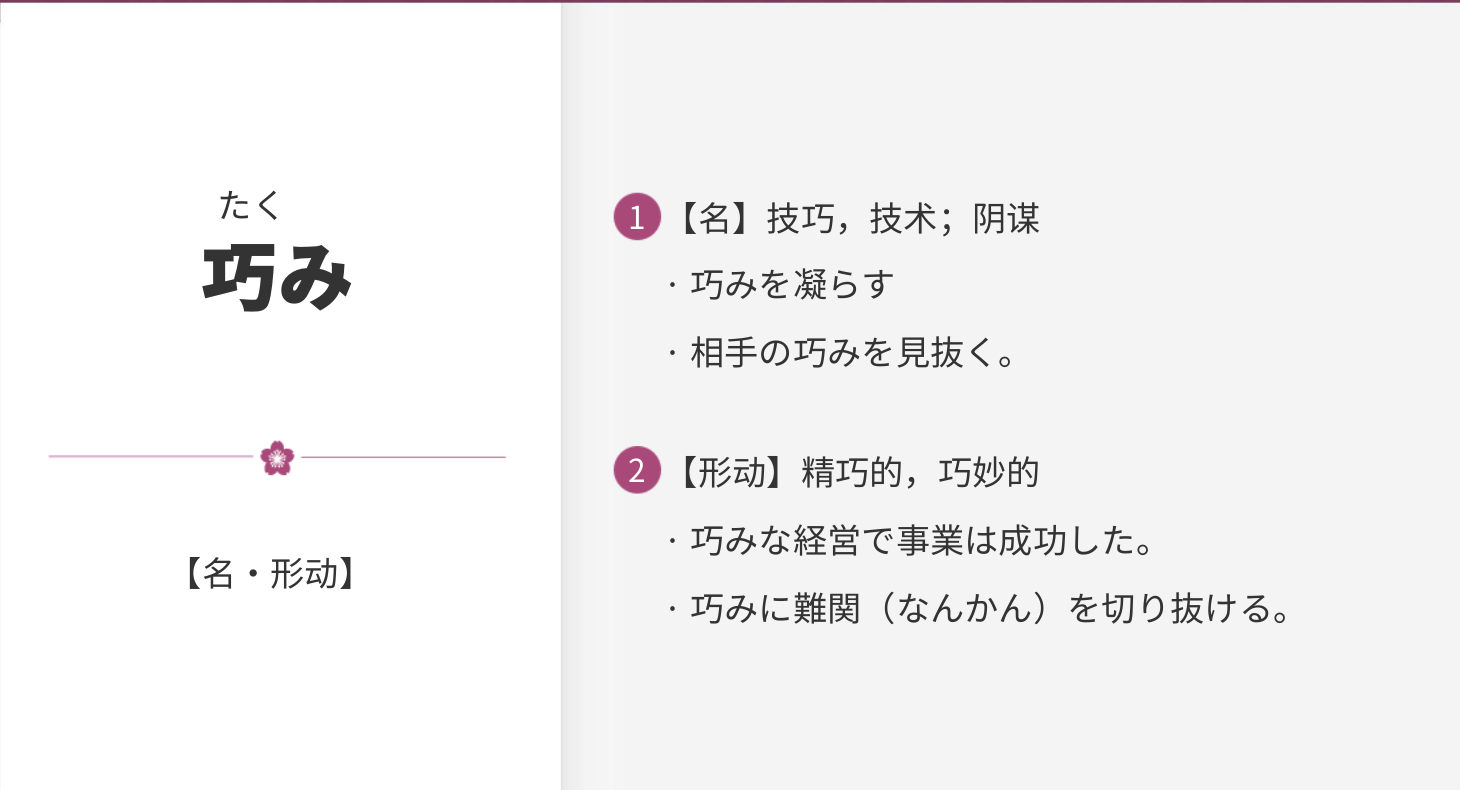 たく
巧み
【名・形动】
1【名】技巧，技术；阴谋
· 巧みを凝らす
· 相手の巧みを見抜く。
2【形动】精巧的，巧妙的
· 巧みな経営で事業は成功した。
· 巧みに難関（なんかん）を切り抜ける。